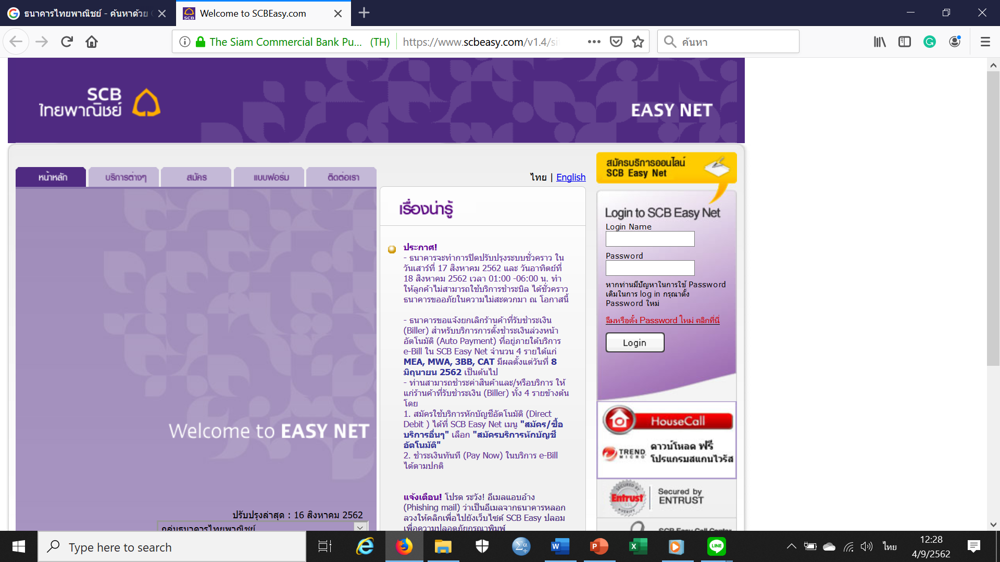 ธนาคารไทยพาณิชย์ - ค้นหาด้วย
Welcome to SCBEasy.com
The Siam Commercial Bank Pu... (TH)
https://www.scbeasy.com/v1.4/si
ค้นหา
SCB
ไทยพาณิชย์
EASY NET
หน้าหลัก
บริการต่างๆ
สมัคร
แบบฟอร์ม
ติดต่อเรา
ไทย | English
สมัครบริการออนไลน์
SCB Easy Net
Welcome to EASY NET
ปรับปรุงล่าสุด : 16 สิงหาคม 2562
กลุ่มธนาคารไทยพาณิชย์
เรื่องน่ารู้
ประกาศ!
- ธนาคารจะทำการปิดปรับปรุงระบบชั่วคราว ใน
วันเสาร์ที่ 17 สิงหาคม 2562 และ วันอาทิตย์ที่
18 สิงหาคม 2562 เวลา 01:00 -06:00 น. ทำ
ให้ลูกค้าไม่สามารถใช้บริการชำระบิล ได้ชั่วคราว
ธนาคารขออภัยในความไม่สะดวกมา ณ โอกาสนี้
- ธนาคารขอแจ้งยกเลิกร้านค้าที่รับชำระเงิน
(Biller) สำหรับบริการการตั้งชำระเงินล่วงหน้า
อัตโนมัติ (Auto Payment) ที่อยู่ภายใต้บริการ
e-Bill ใน SCB Easy Net จำนวน 4 รายได้แก่
MEA, MWA, 3BB, CAT มีผลตั้งแต่วันที่ 8
มิถุนายน 2562 เป็นต้นไป
- ท่านสามารถชำระค่าสินค้าและ/หรือบริการ ให้
แก่ร้านค้าที่รับชำระเงิน (Biller) ทั้ง 4 รายข้างต้น
โดย
1. สมัครใช้บริการหักบัญชีอัตโนมัติ (Direct
Debit ) ได้ที่ SCB Easy Net เมนู "สมัคร/ซื้อ
บริการอื่นๆ" เลือก "สมัครบริการหักบัญชี
อัตโนมัติ"
2. ชำระเงินทันที (Pay Now) ในบริการ e-Bill
ได้ตามปกติ
แจ้งเตือน! โปรด ระวัง! อีเมลแอบอ้าง
(Phishing mail) ว่าเป็นอีเมลจากธนาคารหลอก
ลวงให้คลิกเพื่อไปยังเว็บไซต์ SCB Easy ปลอม
เพื่อความปลอดภัยกรุณาพิมพ์
Login to SCB Easy Net
Login Name
Password
หากท่านมีปัญหาในการใช้ Password
เดิมในการ log in กรุณาตั้ง
Password ใหม่
ลืมหรือตั้ง Password ใหม่ คลิกที่นี่
Login
HouseCall
TREND
MICRO
ดาวน์โหลด ฟรี
โปรแกรมสแกนไวรัส
SECURED BY
Entrust
SSL
VERIFY
Secured by
ENTRUST
SCB Easy Call Center
Type here to search
ไทย
12:28
4/9/2562